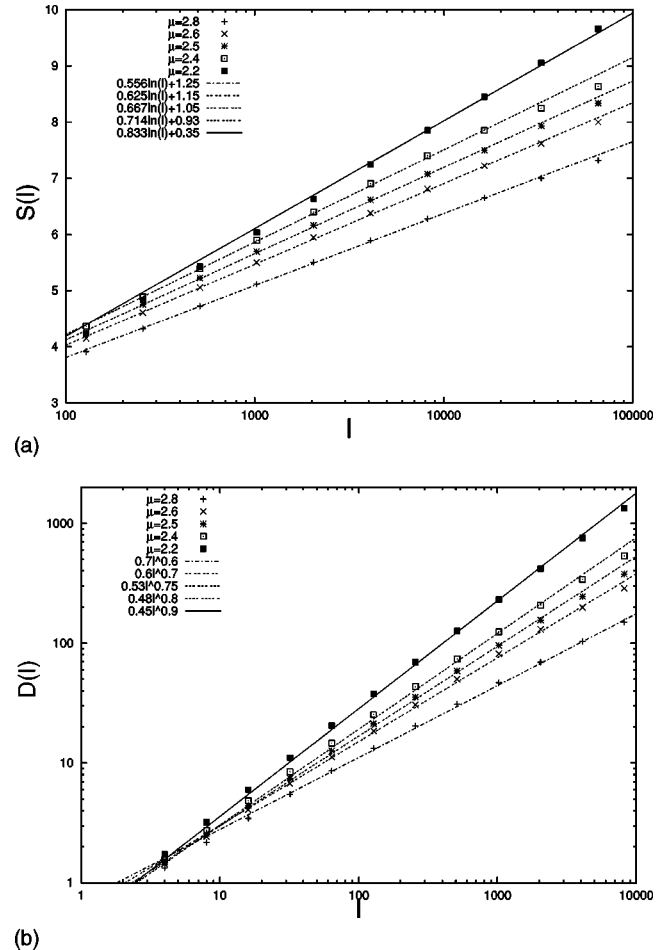 10
9
8
7
6
5
4
3
S(l)
μ=2.8
μ=2.6
μ=2.5
μ=2.4
μ=2.2
0.556ln(l)+1.25
0.625ln(l)+1.15
0.667ln(l)+1.05
0.714ln(l)+0.93
0.833ln(l)+0.35
100
1000
10000
100000
l
(a)
1000
100
10
1
D(l)
μ=2.8
μ=2.6
μ=2.5
μ=2.4
μ=2.2
0.7l^0.6
0.6l^0.7
0.53l^0.75
0.48l^0.8
0.45l^0.9
1
10
100
1000
10000
l
(b)